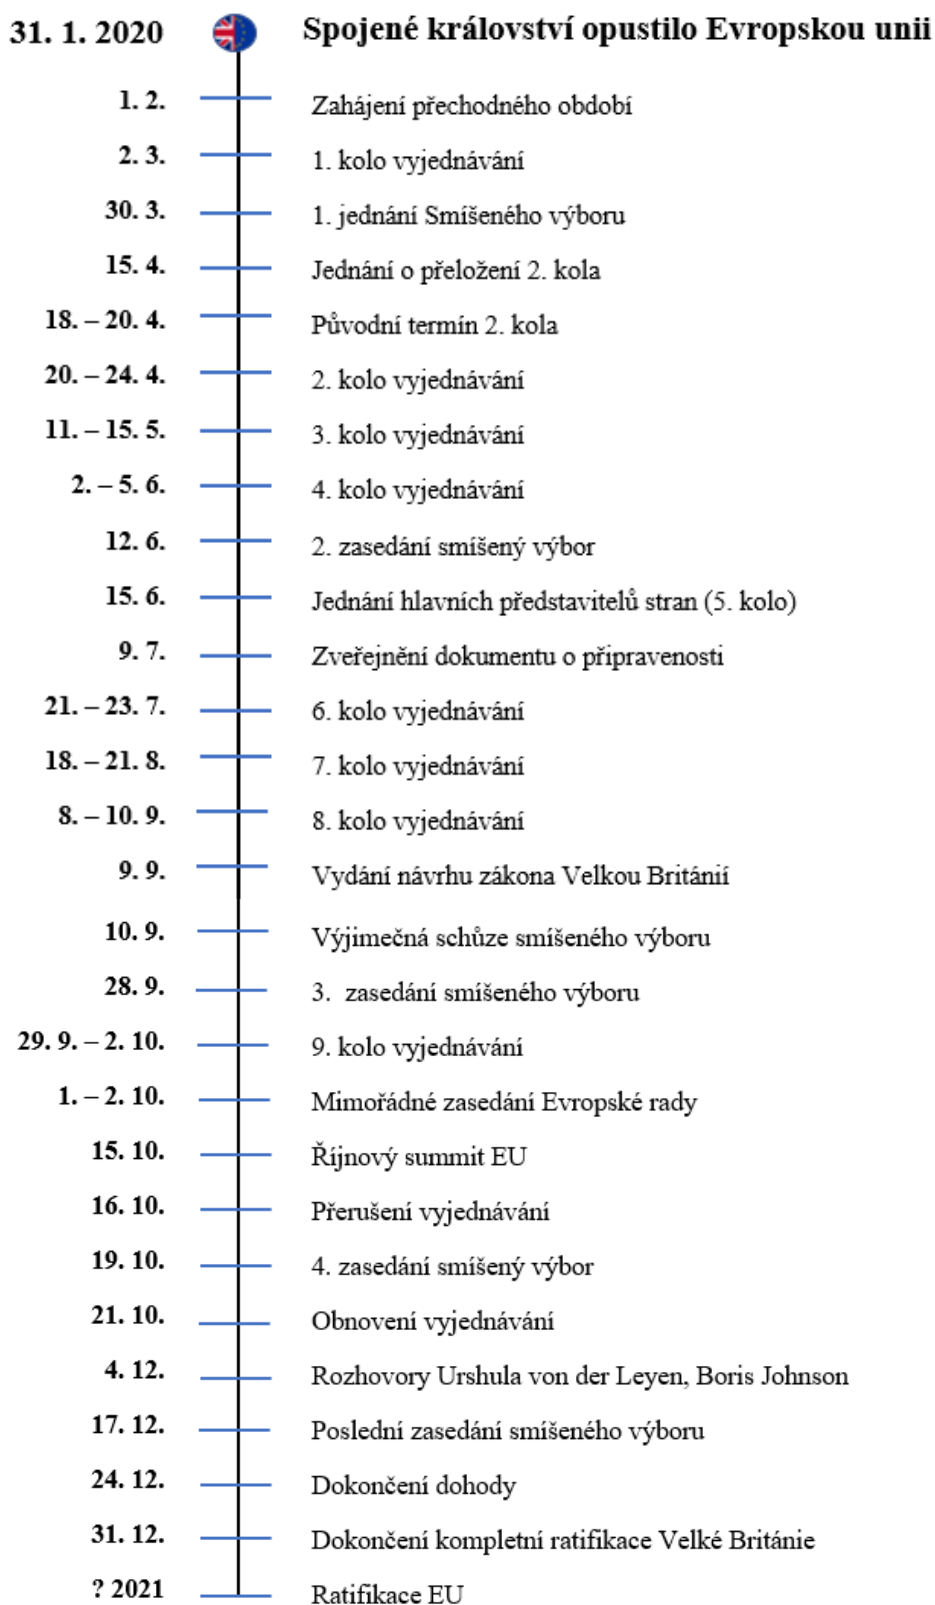 31. 1. 2020 Spojené království opustilo Evropskou unii
1. 2. Zahájení přechodného období
2. 3. 1. kolo vyjednávání
30. 3. 1. jednání Smíšeného výboru
15. 4. Jednání o přeložení 2. kola
18. – 20. 4. Původní termín 2. kola
20. – 24. 4. 2. kolo vyjednávání
11. – 15. 5. 3. kolo vyjednávání
2. – 5. 6. 4. kolo vyjednávání
12. 6. 2. zasedání smíšený výbor
15. 6. Jednání hlavních představitelů stran (5. kolo)
9. 7. Zveřejnění dokumentu o připravenosti
21. – 23. 7. 6. kolo vyjednávání
18. – 21. 8. 7. kolo vyjednávání
8. – 10. 9. 8. kolo vyjednávání
9. 9. Vydání návrhu zákona Velkou Británií
10. 9. Výjimečná schůze smíšeného výboru
28. 9. 3. zasedání smíšeného výboru
29. 9. – 2. 10. 9. kolo vyjednávání
1. – 2. 10. Mimořádné zasedání Evropské rady
15. 10. Říjnový summit EU
16. 10. Přerušení vyjednávání
19. 10. 4. zasedání smíšený výbor
21. 10. Obnovení vyjednávání
4. 12. Rozhovory Urshula von der Leyen, Boris Johnson
17. 12. Poslední zasedání smíšeného výboru
24. 12. Dokončení dohody
31. 12. Dokončení kompletní ratifikace Velké Británie
? 2021 Ratifikace EU